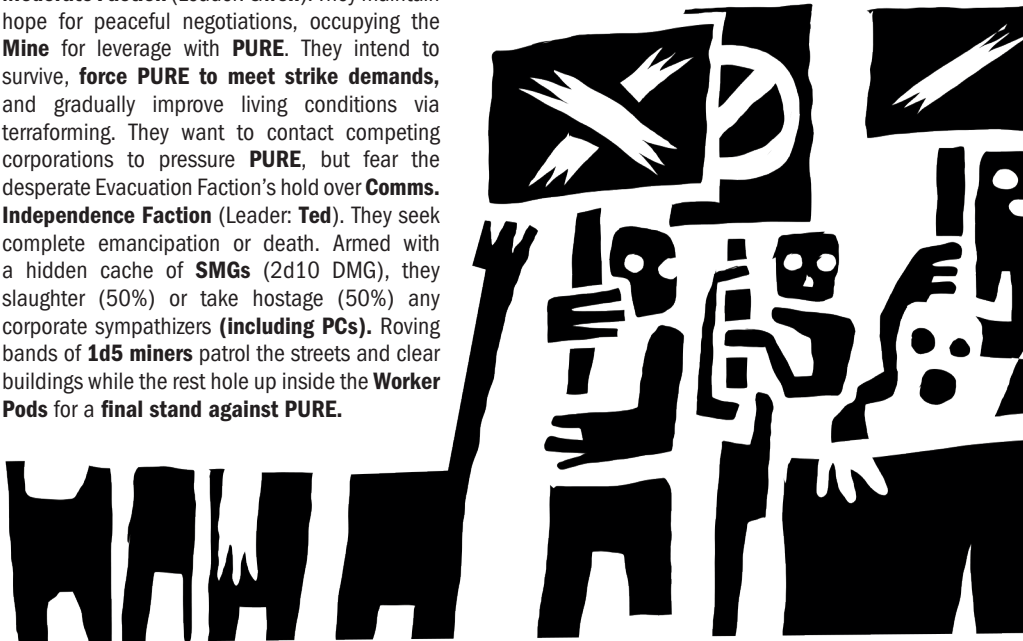 hope for peaceful negotiations, occupying the
Mine for leverage with PURE. They intend to
survive, force PURE to meet strike demands,
and gradually improve living conditions via
terraforming. They want to contact competing
corporations to pressure PURE, but fear the
desperate Evacuation Faction's hold over Comms.
Independence Faction (Leader: Ted). They seek
complete emancipation or death. Armed with
a hidden cache of SMGs (2d10 DMG), they
slaughter (50%) or take hostage (50%) any
corporate sympathizers (including PCs). Roving
bands of 1d5 miners patrol the streets and clear
buildings while the rest hole up inside the Worker
Pods for a final stand against PURE.